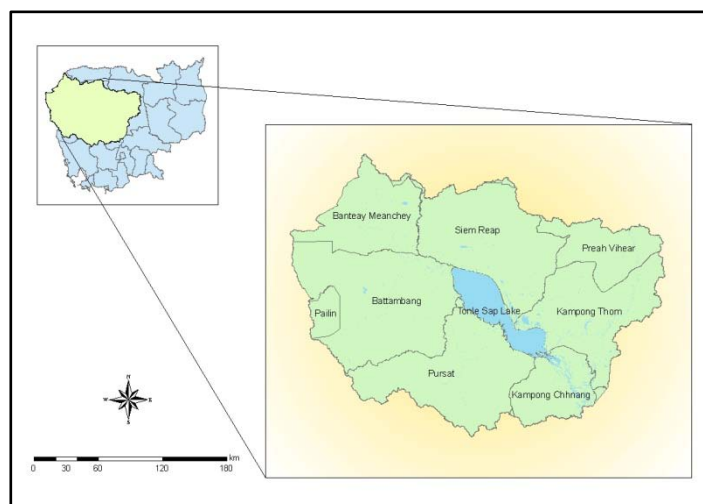 Banteay Meanchey
Siem Reap
Preah Vihear
Battambang
Tonle Sap Lake
Kampong Thom
Pailin
Pursat
Kampong Chhnang
N
W E
S
km
0 30 60 120 180